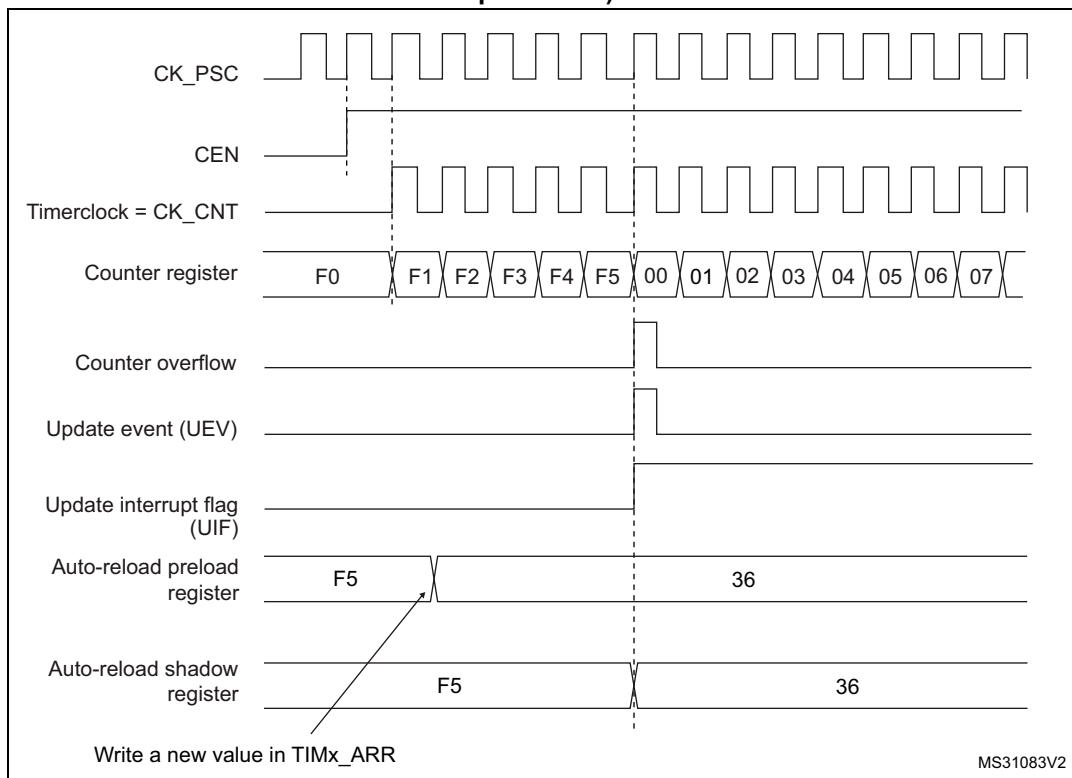 CK_PSC
CEN
Timerclock = CK_CNT
Counter register F0 F1 F2 F3 F4 F5 00 01 02 03 04 05 06 07
Counter overflow
Update event (UEV)
Update interrupt flag
(UIF)
Auto-reload preload
register
F5 36
Auto-reload shadow
register
F5 36
Write a new value in TIMx_ARR
MS31083V2